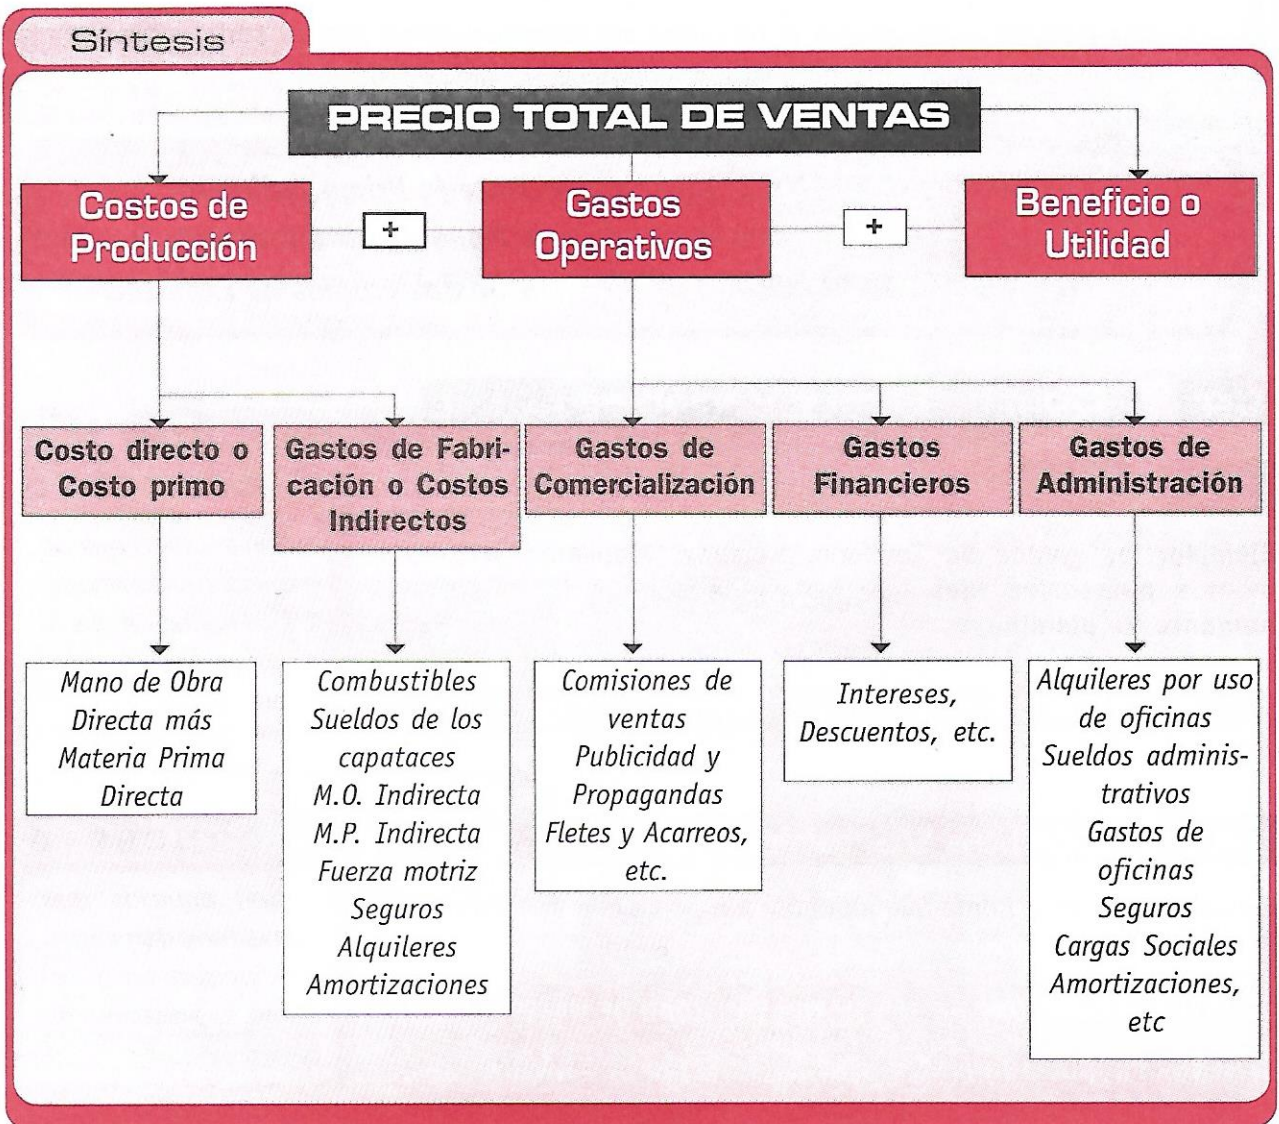 Síntesis
PRECIO TOTAL DE VENTAS
Costos de
Producción
+
Gastos
Operativos
+
Beneficio o
Utilidad
Costo directo o
Costo primo
Gastos de Fabri-
cación o Costos
Indirectos
Gastos de
Comercialización
Gastos
Financieros
Gastos de
Administración
Mano de Obra
Directa más
Materia Prima
Directa
Combustibles
Sueldos de los
capataces
M.O. Indirecta
M.P. Indirecta
Fuerza motriz
Seguros
Alquileres
Amortizaciones
Comisiones de
ventas
Publicidad y
Propagandas
Fletes y Acarreos,
etc.
Intereses,
Descuentos, etc.
Alquileres por uso
de oficinas
Sueldos adminis-
trativos
Gastos de
oficinas
Seguros
Cargas Sociales
Amortizaciones,
etc